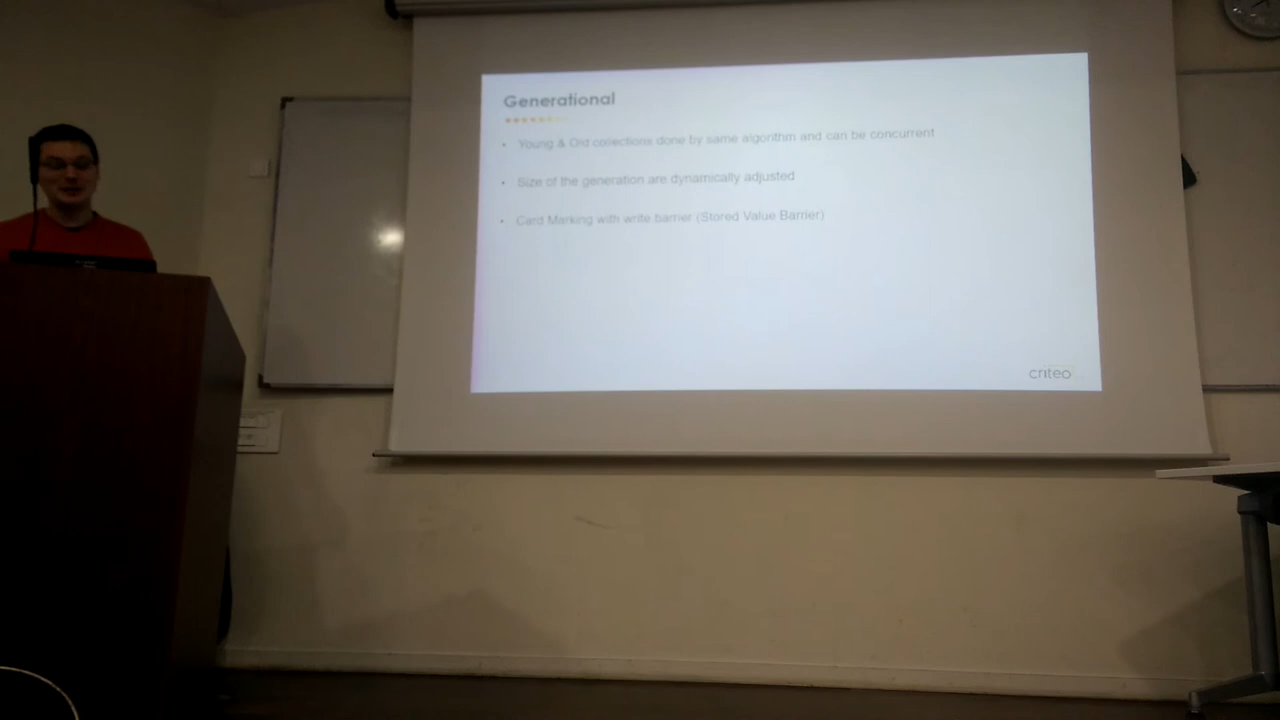 Generational
• Young & Old collections done by same algorithm and can be concurrent
• Size of the generation are dynamically adjusted
• Card Marking with write barrier (Stored Value Barrier)
criteo